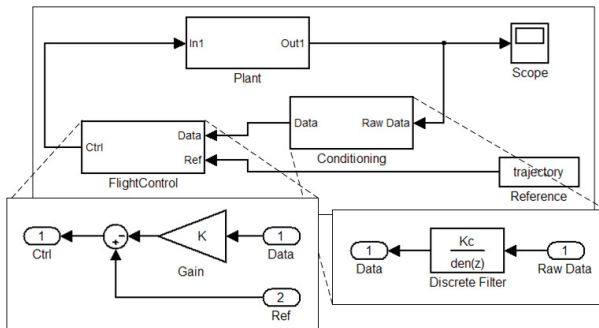 In1
Out1
Plant
Scope
Data
Raw Data
Conditioning
Ctrl
Data
Ref
FlightControl
trajectory
Reference
1
Ctrl
K
Gain
1
Data
2
Ref
1
Data
Kc
den(z)
Discrete Filter
1
Raw Data